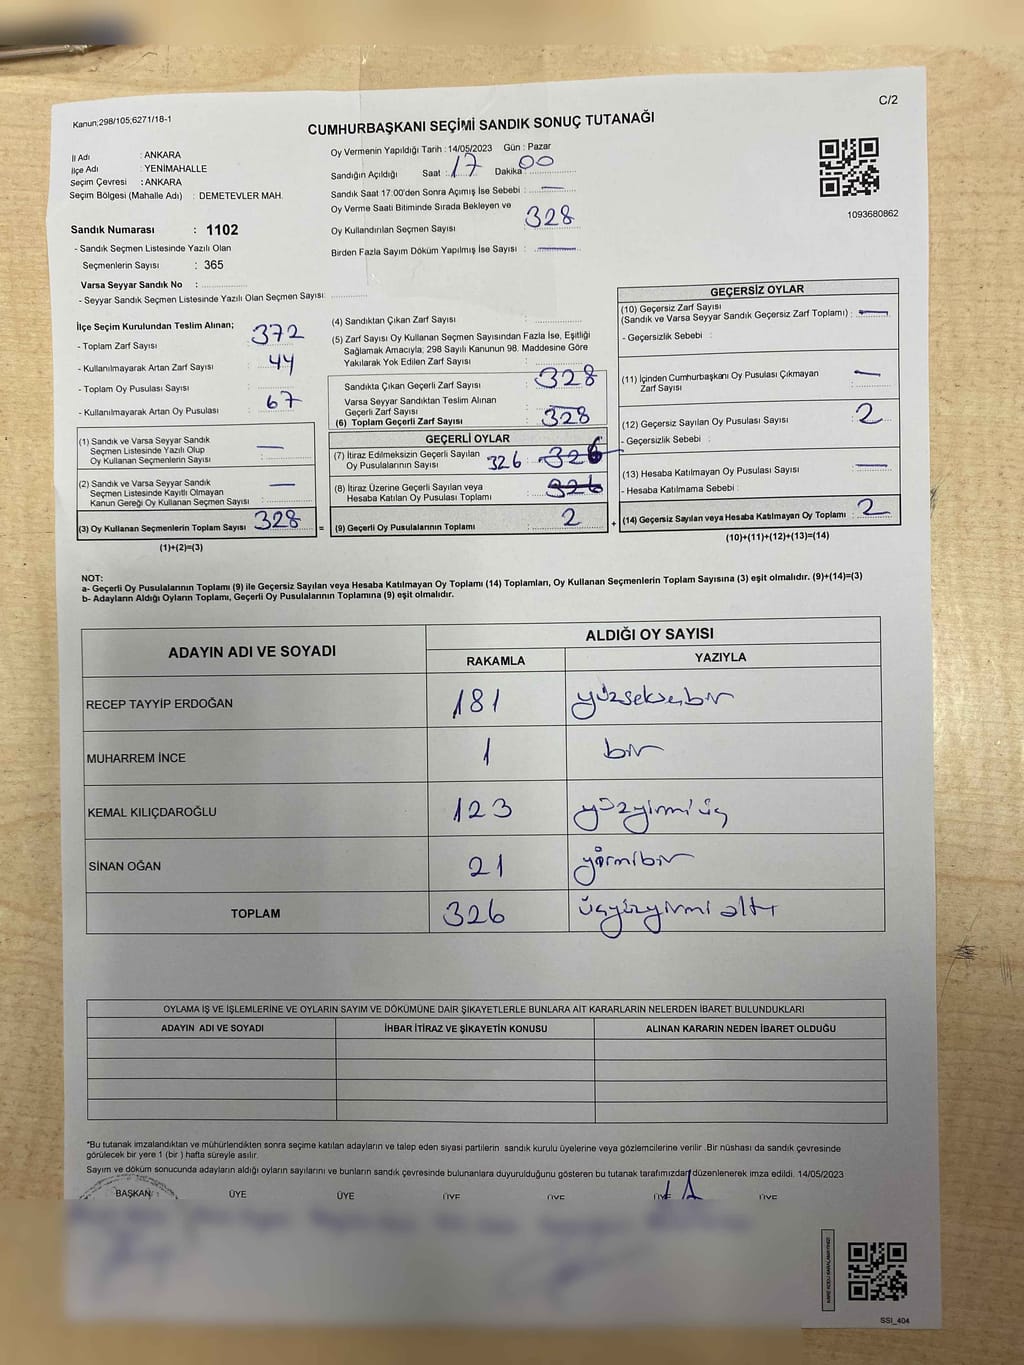 C/2
Kanun:298/105;6271/18-1
CUMHURBAŞKANI SEÇİMİ SANDIK SONUÇ TUTANAĞI
İl Adı : ANKARA
İlçe Adı : YENİMAHALLE
Seçim Çevresi : ANKARA
Seçim Bölgesi (Mahalle Adı) : DEMETEVLER MAH.
Sandık Numarası : 1102
- Sandık Seçmen Listesinde Yazılı Olan
Seçmenlerin Sayısı : 365
Varsa Seyyar Sandık No :
- Seyyar Sandık Seçmen Listesinde Yazılı Olan Seçmen Sayısı:
Oy Vermenin Yapıldığı Tarih : 14/05/2023 Gün : Pazar
Sandığın Açıldığı Saat : 17 Dakika 00
Sandık Saat 17:00'den Sonra Açımış İse Sebebi : —
Oy Verme Saati Bitiminde Sırada Bekleyen ve
Oy Kullandırılan Seçmen Sayısı 328
Birden Fazla Sayım Döküm Yapılmış İse Sayısı : —
1093680862
İlçe Seçim Kurulundan Teslim Alınan;
- Toplam Zarf Sayısı 372
- Kullanılmayarak Artan Zarf Sayısı : 44
- Toplam Oy Pusulası Sayısı :
- Kullanılmayarak Artan Oy Pusulası : 67
(1) Sandık ve Varsa Seyyar Sandık
Seçmen Listesinde Yazılı Olup
Oy Kullanan Seçmenlerin Sayısı : —
(2) Sandık ve Varsa Seyyar Sandık
Seçmen Listesinde Kayıtlı Olmayan
Kanun Gereği Oy Kullanan Seçmen Sayısı : —
(3) Oy Kullanan Seçmenlerin Toplam Sayısı 328 =
(1)+(2)=(3)
(4) Sandıktan Çıkan Zarf Sayısı :
(5) Zarf Sayısı Oy Kullanan Seçmen Sayısından Fazla İse, Eşitliği
Sağlamak Amacıyla; 298 Sayılı Kanunun 98. Maddesine Göre
Yakılarak Yok Edilen Zarf Sayısı :
Sandıkta Çıkan Geçerli Zarf Sayısı : 328
Varsa Seyyar Sandıktan Teslim Alınan
Geçerli Zarf Sayısı : —
(6) Toplam Geçerli Zarf Sayısı : 328
GEÇERLİ OYLAR
(7) İtiraz Edilmeksizin Geçerli Sayılan
Oy Pusulalarının Sayısı 326 : 326
(8) İtiraz Üzerine Geçerli Sayılan veya
Hesaba Katılan Oy Pusulası Toplamı 326
(9) Geçerli Oy Pusulalarının Toplamı : 2 +
GEÇERSİZ OYLAR
(10) Geçersiz Zarf Sayısı
(Sandık ve Varsa Seyyar Sandık Geçersiz Zarf Toplamı) : —
- Geçersizlik Sebebi :
(11) İçinden Cumhurbaşkanı Oy Pusulası Çıkmayan
Zarf Sayısı : —
(12) Geçersiz Sayılan Oy Pusulası Sayısı : 2
- Geçersizlik Sebebi :
(13) Hesaba Katılmayan Oy Pusulası Sayısı : —
- Hesaba Katılmama Sebebi :
(14) Geçersiz Sayılan veya Hesaba Katılmayan Oy Toplamı : 2
(10)+(11)+(12)+(13)=(14)
NOT:
a- Geçerli Oy Pusulalarının Toplamı (9) ile Geçersiz Sayılan veya Hesaba Katılmayan Oy Toplamı (14) Toplamları, Oy Kullanan Seçmenlerin Toplam Sayısına (3) eşit olmalıdır. (9)+(14)=(3)
b- Adayların Aldığı Oyların Toplamı, Geçerli Oy Pusulalarının Toplamına (9) eşit olmalıdır.
ADAYIN ADI VE SOYADI
ALDIĞI OY SAYISI
RAKAMLA YAZIYLA
RECEP TAYYİP ERDOĞAN 181 yüzseksenbir
MUHARREM İNCE 1 bir
KEMAL KILIÇDAROĞLU 123 yüzyirmiüç
SİNAN OĞAN 21 yirmibir
TOPLAM 326 üçyüzyirmi altı
OYLAMA İŞ VE İŞLEMLERİNE VE OYLARIN SAYIM VE DÖKÜMÜNE DAİR ŞİKAYETLERLE BUNLARA AİT KARARLARIN NELERDEN İBARET BULUNDUKLARI
ADAYIN ADI VE SOYADI İHBAR İTİRAZ VE ŞİKAYETİN KONUSU ALINAN KARARIN NEDEN İBARET OLDUĞU
*Bu tutanak imzalandıktan ve mühürlendikten sonra seçime katılan adayların ve talep eden siyasi partilerin sandık kurulu üyelerine veya gözlemcilerine verilir .Bir nüshası da sandık çevresinde
görülecek bir yere 1 (bir ) hafta süreyle asılır.
Sayım ve döküm sonucunda adayların aldığı oyların sayılarını ve bunların sandık çevresinde bulunanlara duyurulduğunu gösteren bu tutanak tarafımızdan düzenlenerek imza edildi. 14/05/2023
BAŞKAN ÜYE ÜYE ÜYE ÜYE ÜYE ÜYE
SSI_404